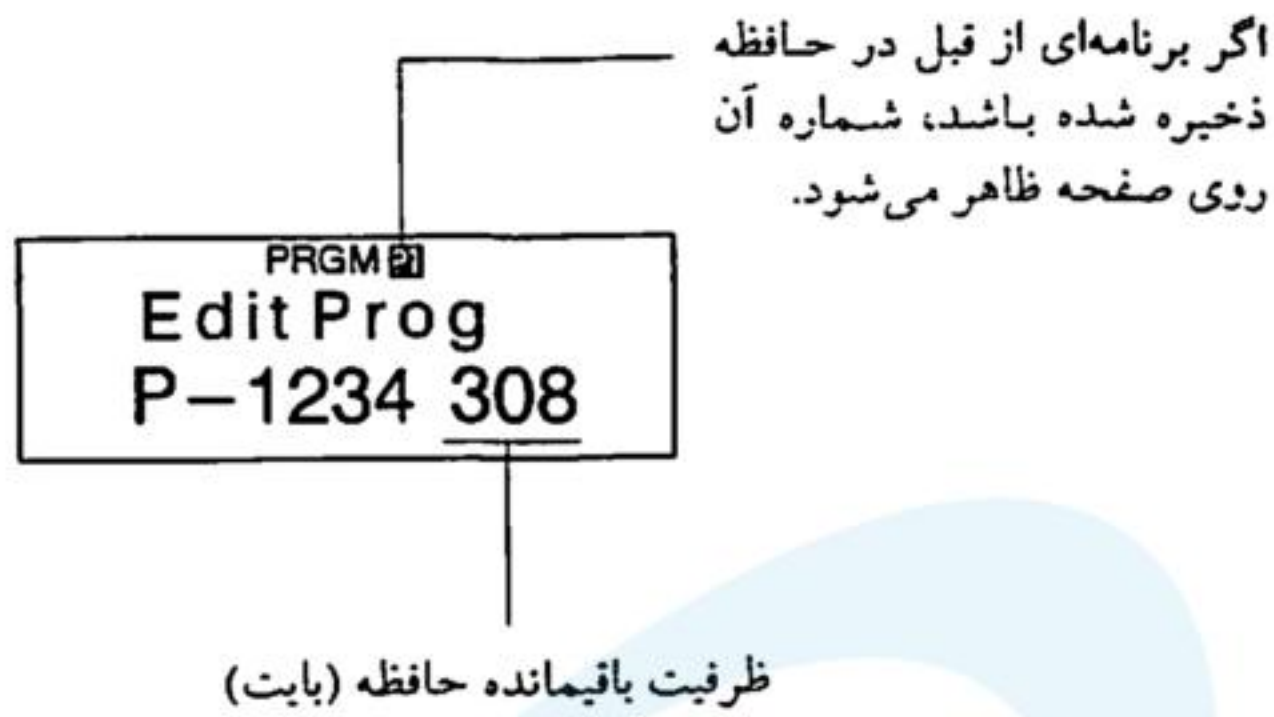 اگر برنامه‌ای از قبل در حافظه
ذخیره شده باشد، شماره آن
روی صفحه ظاهر می‌شود.
PRGM P1
Edit Prog
P–1234 308
ظرفیت باقیمانده حافظه (بایت)